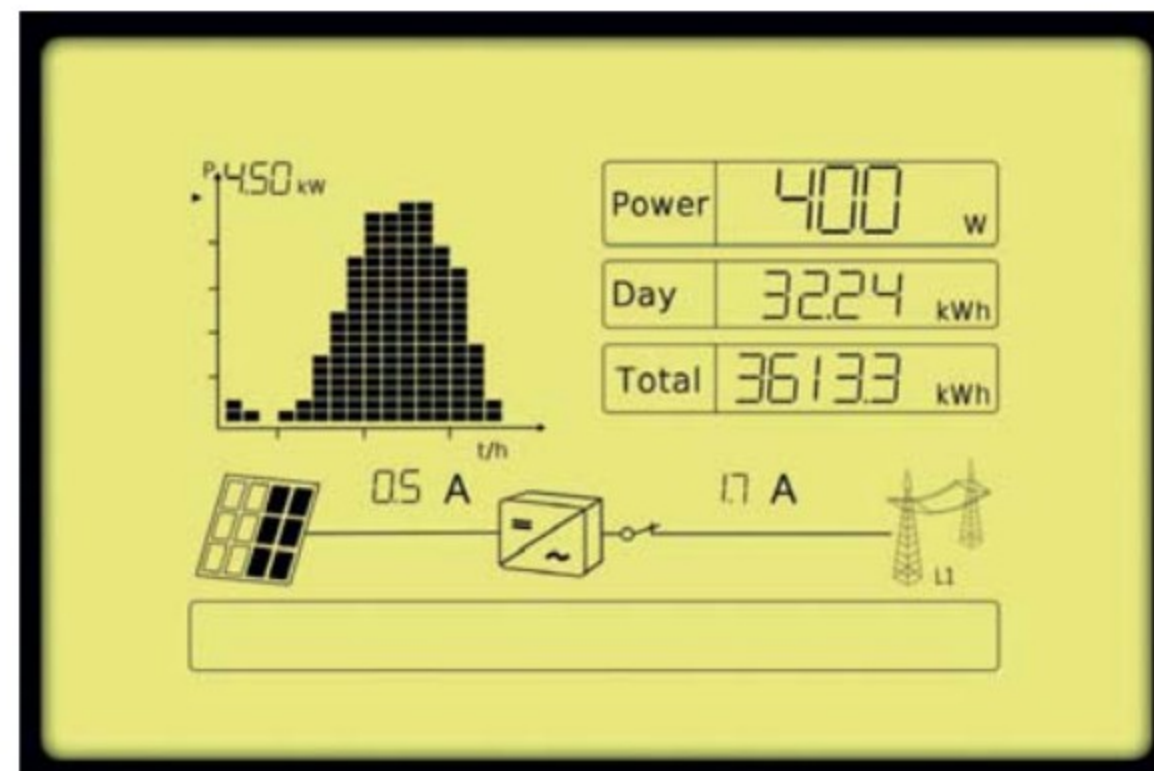 P 4.50 kW
Power 400 W
Day 32.24 kWh
Total 3613.3 kWh
t/h
0.5 A
1.7 A
= ~
L1